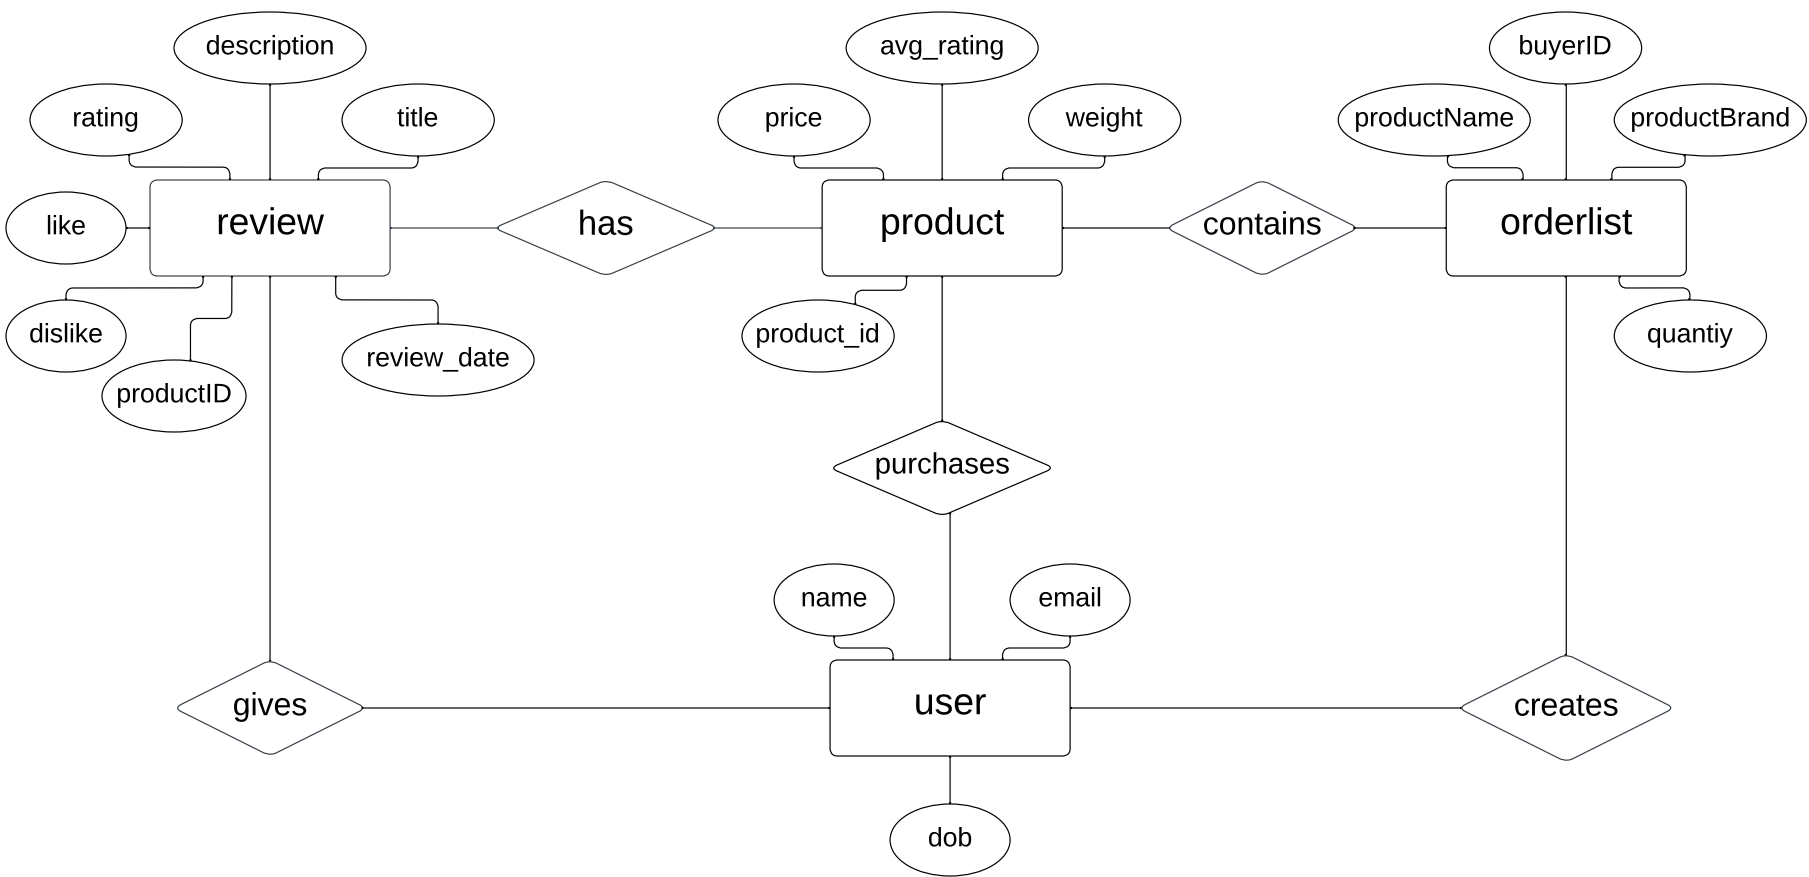 description
avg_rating
buyerID
rating
title
price
weight
productName
productBrand
like
review
has
product
contains
orderlist
dislike
review_date
product_id
quantiy
productID
purchases
name
email
gives
user
creates
dob